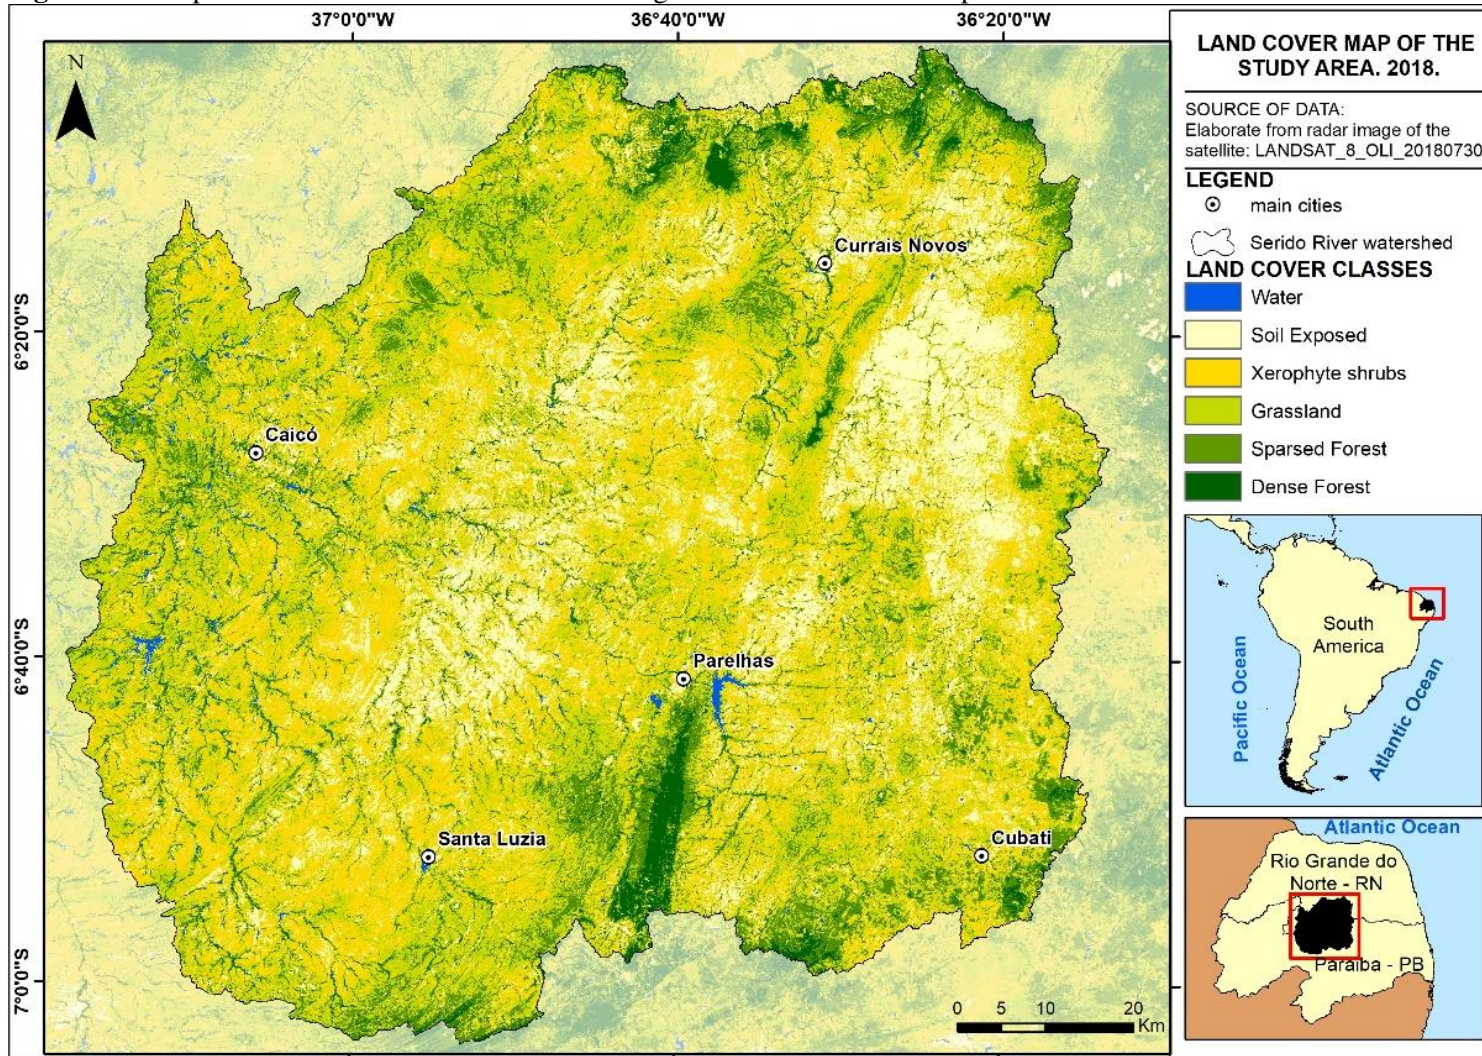 37°0'0"W 36°40'0"W 36°20'0"W
N
6°20'0"S
6°40'0"S
7°0'0"S
Currais Novos
Caicó
Parelhas
Santa Luzia
Cubati
0 5 10 20
Km
LAND COVER MAP OF THE
STUDY AREA. 2018.
SOURCE OF DATA:
Elaborate from radar image of the
satellite: LANDSAT_8_OLI_20180730
LEGEND
main cities
Serido River watershed
LAND COVER CLASSES
Water
Soil Exposed
Xerophyte shrubs
Grassland
Sparsed Forest
Dense Forest
South
America
Pacific Ocean
Atlantic Ocean
Atlantic Ocean
Rio Grande do
Norte - RN
Paraiba - PB